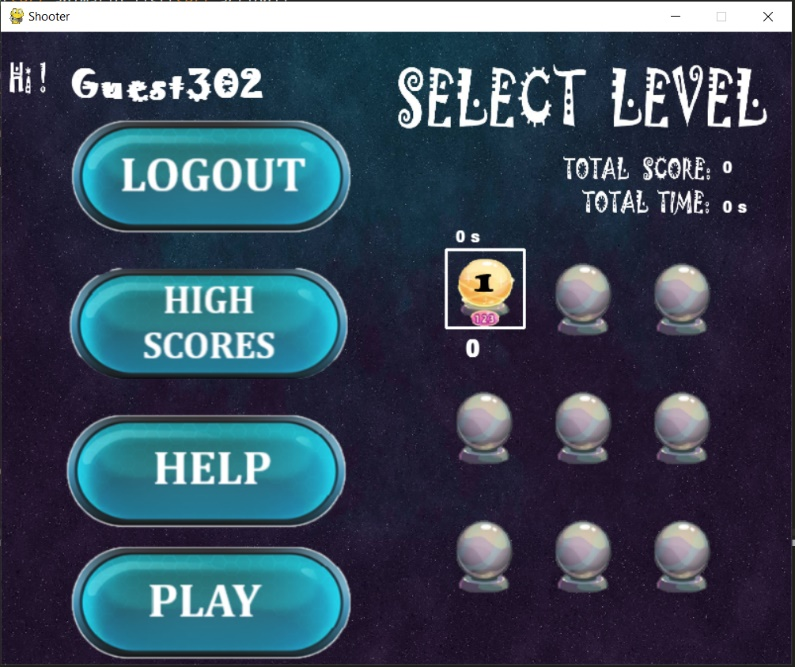 Shooter
Hi! Guest302
SELECT LEVEL
LOGOUT
TOTAL SCORE: 0
TOTAL TIME: 0 s
HIGH
SCORES
0 s
1
123
0
HELP
PLAY